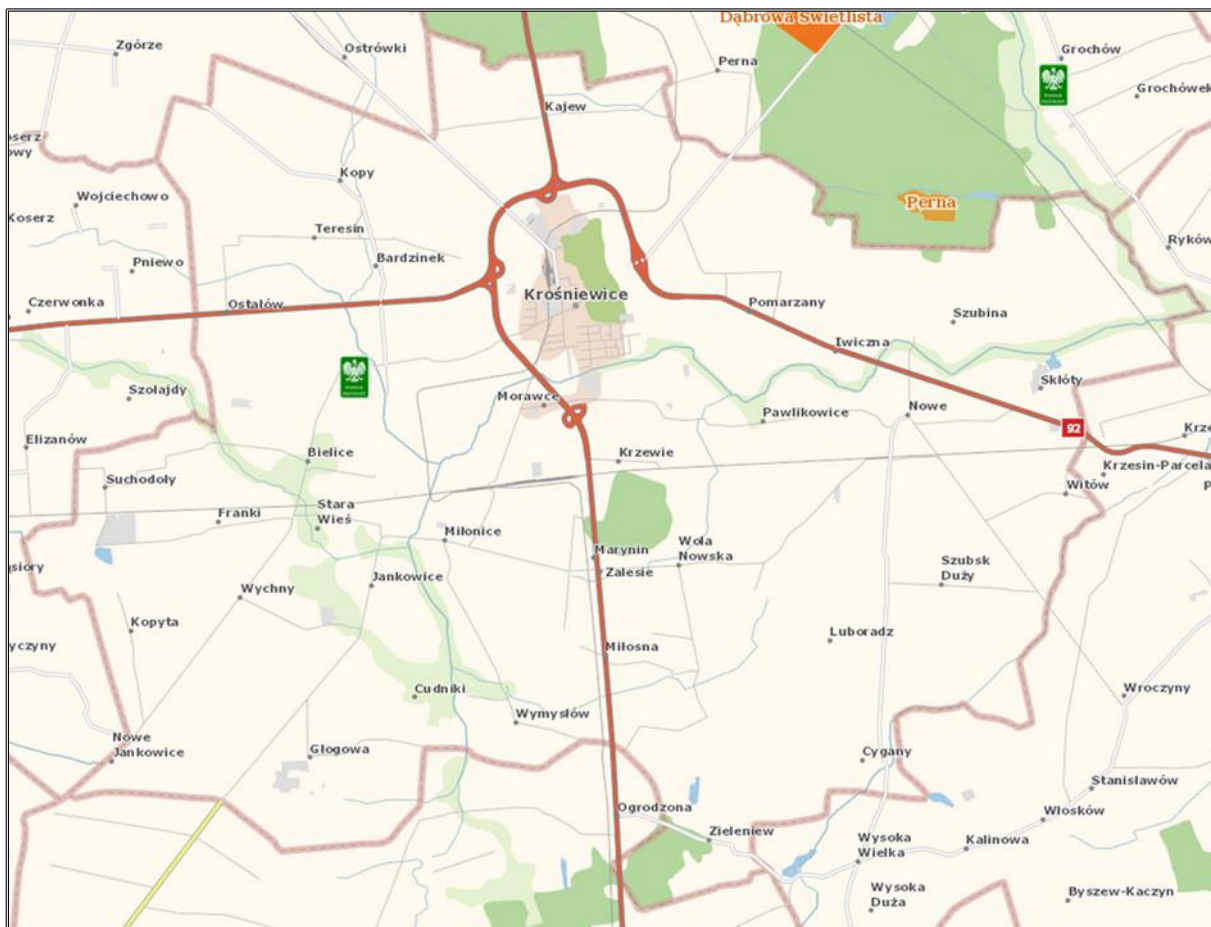 Dąbrowa Świetlista
Zgórze
Ostrówki
Grochów
Perna
Grochówek
Kajew
Kopy
Wojciechowo
Koserz
Perna
Teresin
Ryków
Pniewo
Bardzinek
Krośniewice
Czerwonka
Ostałów
Pomarzany
Szubina
Iwiczna
Skłóty
Szołajdy
Morawce
Pawlikowice
Nowe
92
Elizanów
Bielice
Krzewie
Krzesin-Parcela
Suchodoły
Witów
Stara
Wieś
Franki
Miłonice
Wola
Nowska
Marynin
Zalesie
Szubsk
Duży
Jankowice
Wychny
Kopyta
Luboradz
Miłosna
Cudniki
Wroczyny
Wymysłów
Nowe
Jankowice
Głogowa
Cygany
Stanisławów
Ogrodzona
Włosków
Zieleniew
Wysoka
Wielka
Kalinowa
Wysoka
Duża
Byszew-Kaczyn